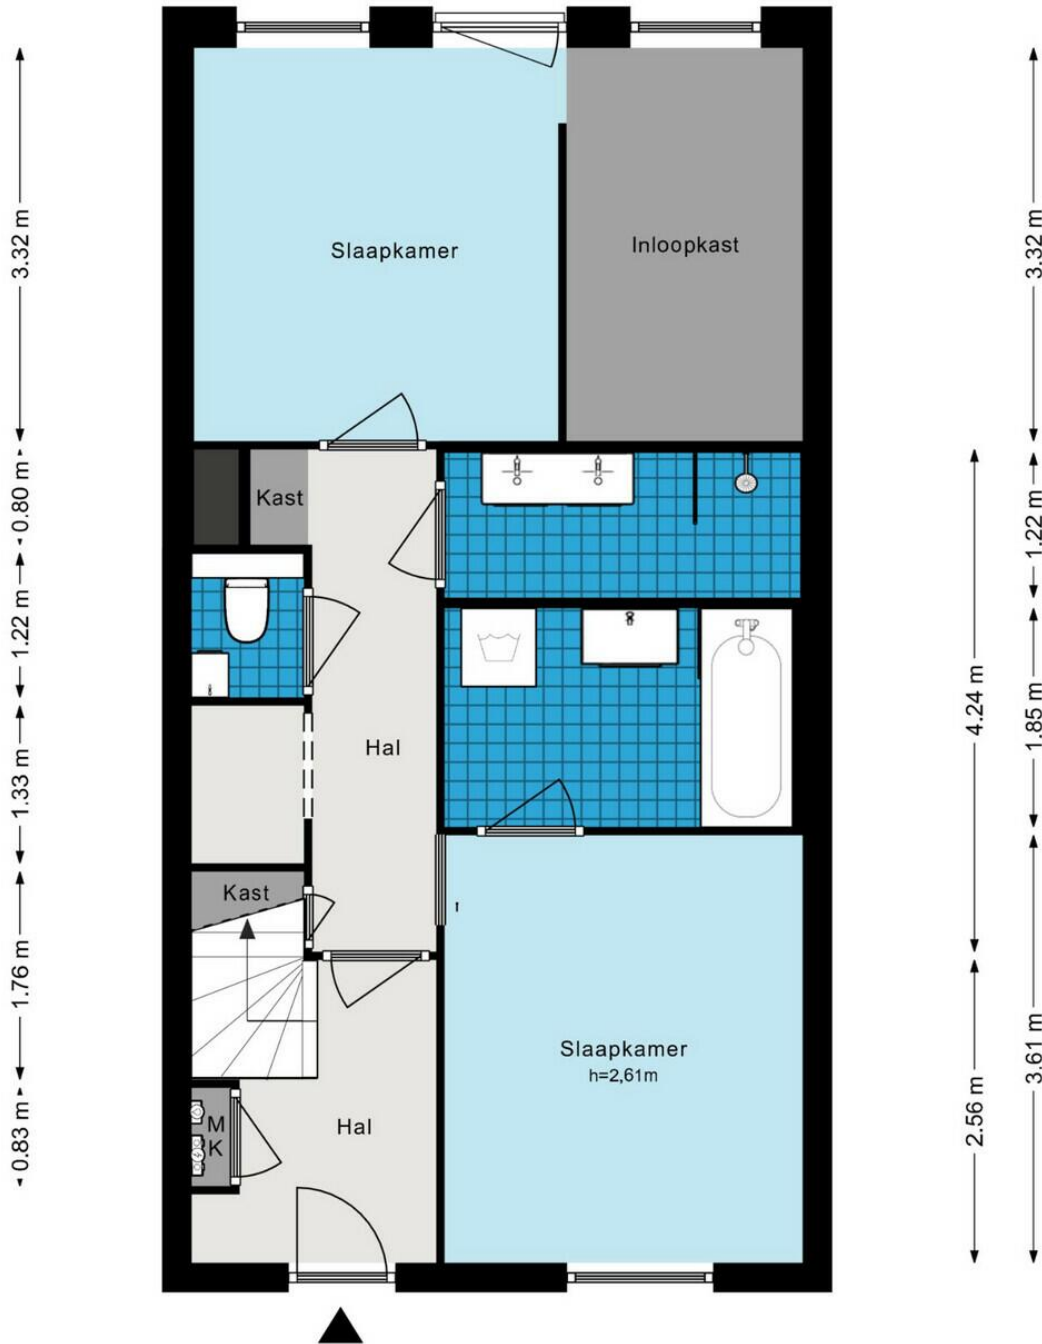 3.32 m
3.32 m
Slaapkamer
Inloopkast
0.80 m
Kast
1.22 m
1.22 m
4.24 m
1.85 m
1.33 m
Hal
Kast
1.76 m
Slaapkamer
h=2,61m
3.61 m
2.56 m
0.83 m
M
K
Hal